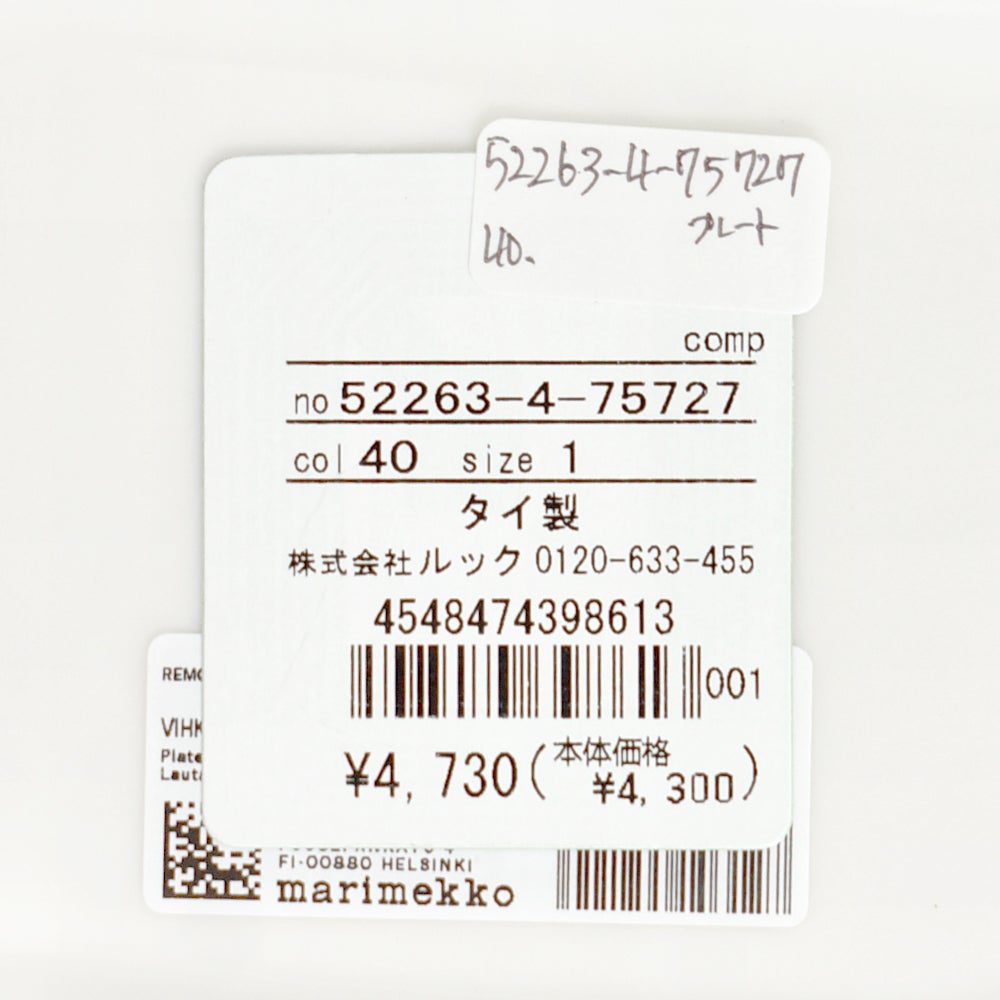 52263-4-75727
プレート
40.
comp
no 52263-4-75727
col 40 size 1
タイ製
株式会社ルック 0120-633-455
4548474398613
001
¥4,730(本体価格 ¥4,300)
REMO
VIHK
Plate
Lauta
FI-00880 HELSINKI
marimekko